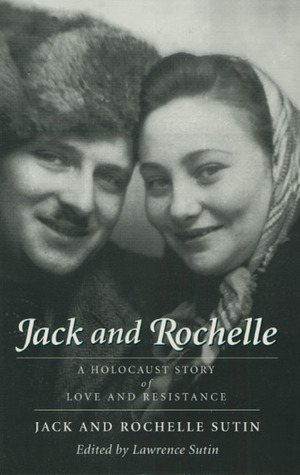 Jack and Rochelle
A HOLOCAUST STORY
of
LOVE AND RESISTANCE
JACK AND ROCHELLE SUTIN
Edited by Lawrence Sutin